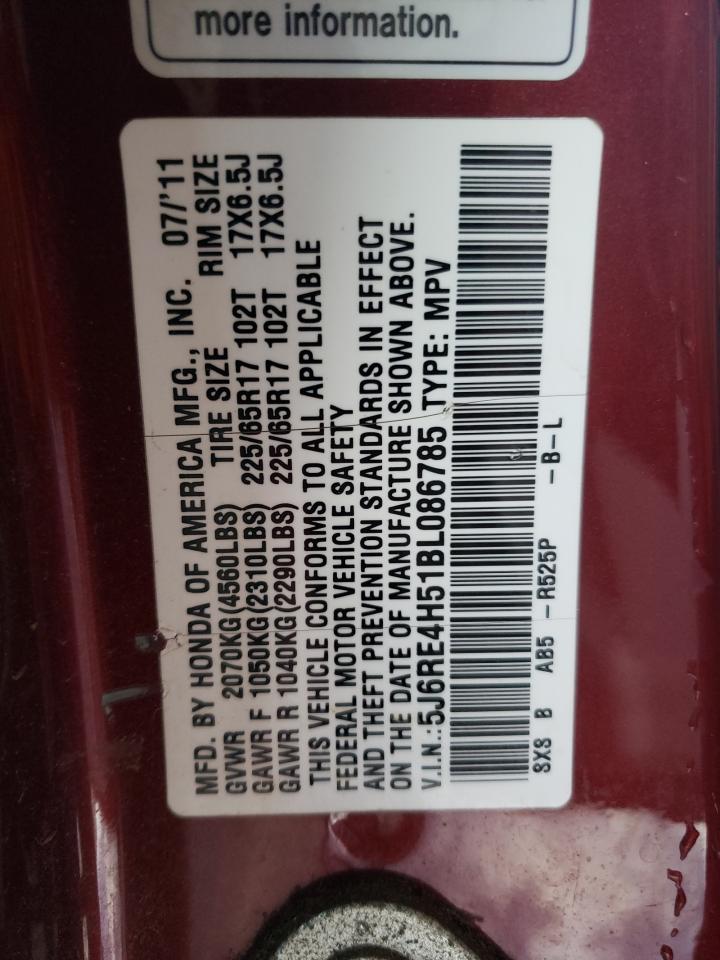 more information.
MFD. BY HONDA OF AMERICA MFG., INC. 07/'11
GVWR 2070KG(4560LBS) TIRE SIZE RIM SIZE
GAWR F 1050KG(2310LBS) 225/65R17 102T 17X6.5J
GAWR R 1040KG(2290LBS) 225/65R17 102T 17X6.5J
THIS VEHICLE CONFORMS TO ALL APPLICABLE
FEDERAL MOTOR VEHICLE SAFETY
AND THEFT PREVENTION STANDARDS IN EFFECT
ON THE DATE OF MANUFACTURE SHOWN ABOVE.
V.I.N.:5J6RE4H51BL086785 TYPE: MPV
SXS B AB5 -R525P -B-L